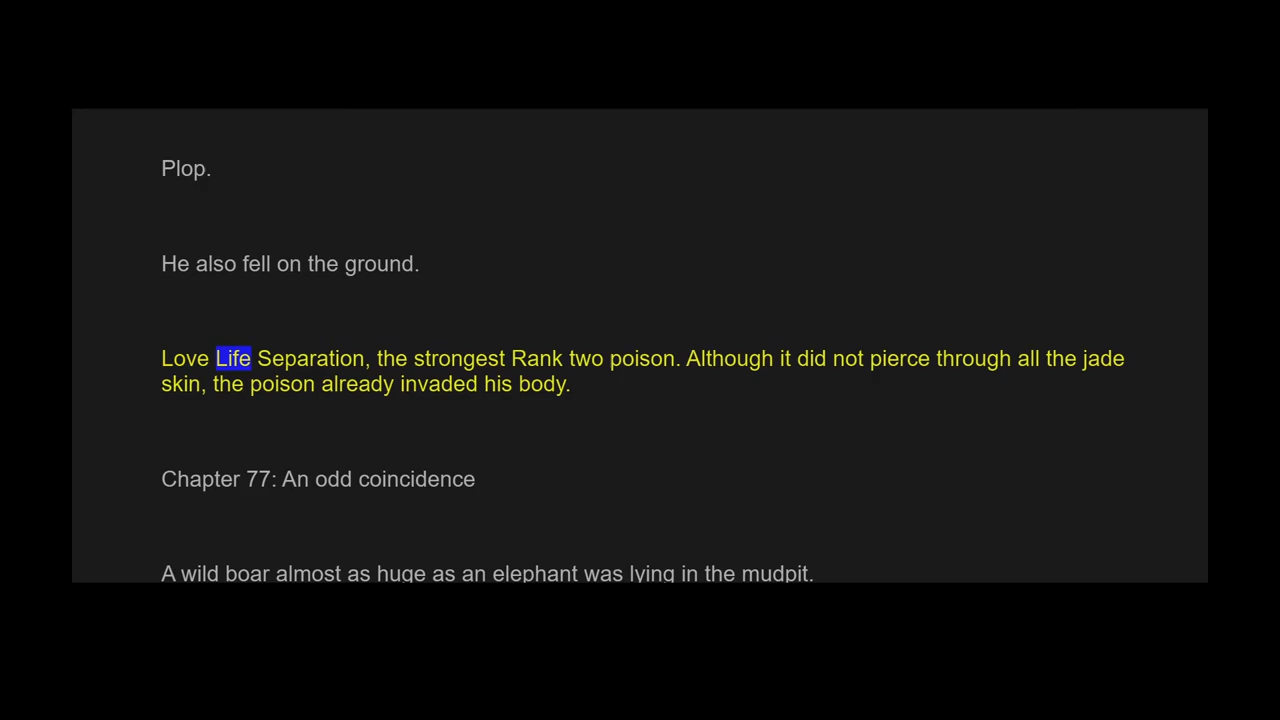 Plop.
He also fell on the ground.
Love Life Separation, the strongest Rank two poison. Although it did not pierce through all the jade
skin, the poison already invaded his body.
Chapter 77: An odd coincidence
A wild boar almost as huge as an elephant was lying in the mudpit.